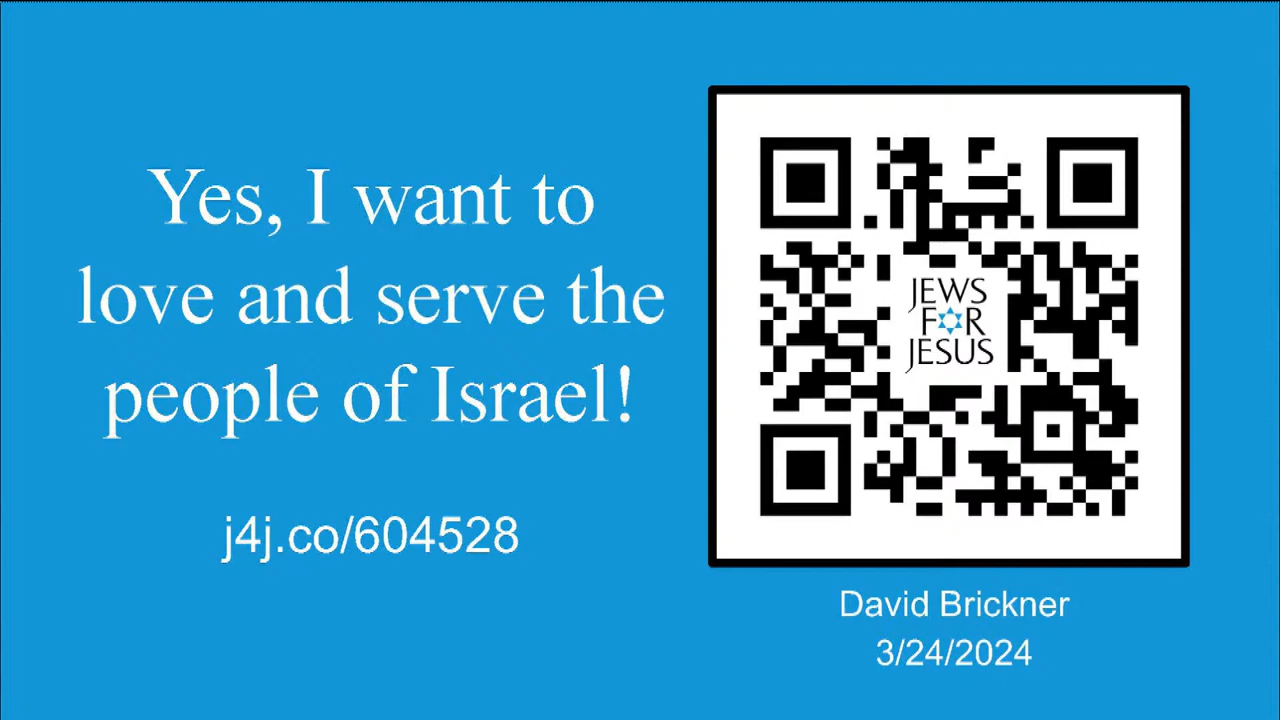 Yes, I want to
love and serve the
people of Israel!
j4j.co/604528
JEWS
FOR
JESUS
David Brickner
3/24/2024